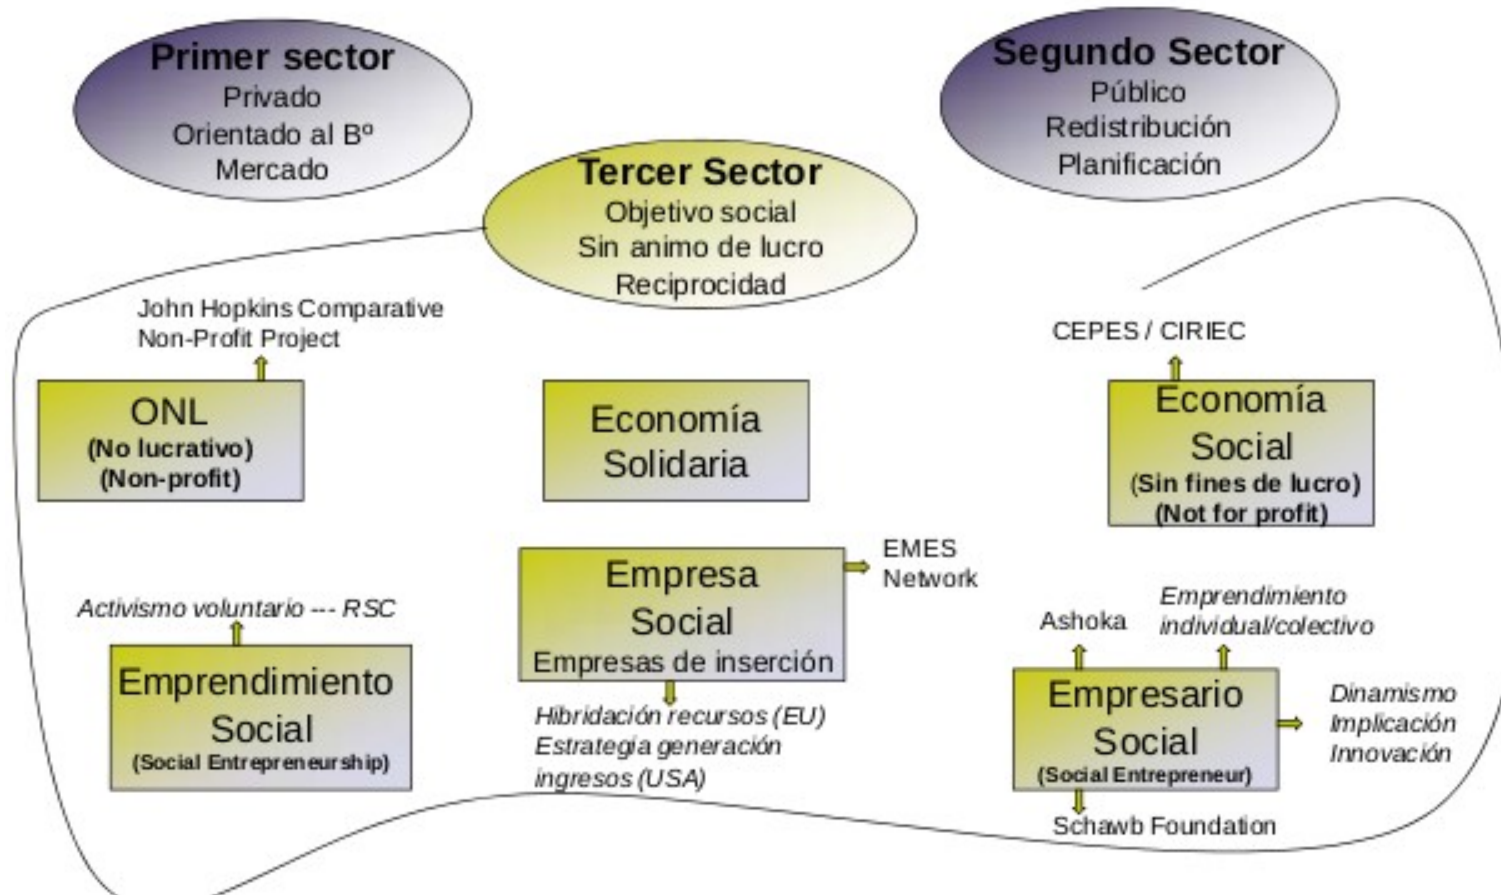 Primer sector
Privado
Orientado al Bº
Mercado
Segundo Sector
Público
Redistribución
Planificación
Tercer Sector
Objetivo social
Sin animo de lucro
Reciprocidad
John Hopkins Comparative
Non-Profit Project
ONL
(No lucrativo)
(Non-profit)
Economía
Solidaria
CEPES / CIRIEC
Economía
Social
(Sin fines de lucro)
(Not for profit)
Activismo voluntario --- RSC
Emprendimiento
Social
(Social Entrepreneurship)
Empresa
Social
Empresas de inserción
EMES
Network
Hibridación recursos (EU)
Estrategia generación
ingresos (USA)
Ashoka
Emprendimiento
individual/colectivo
Empresario
Social
(Social Entrepreneur)
Dinamismo
Implicación
Innovación
Schawb Foundation